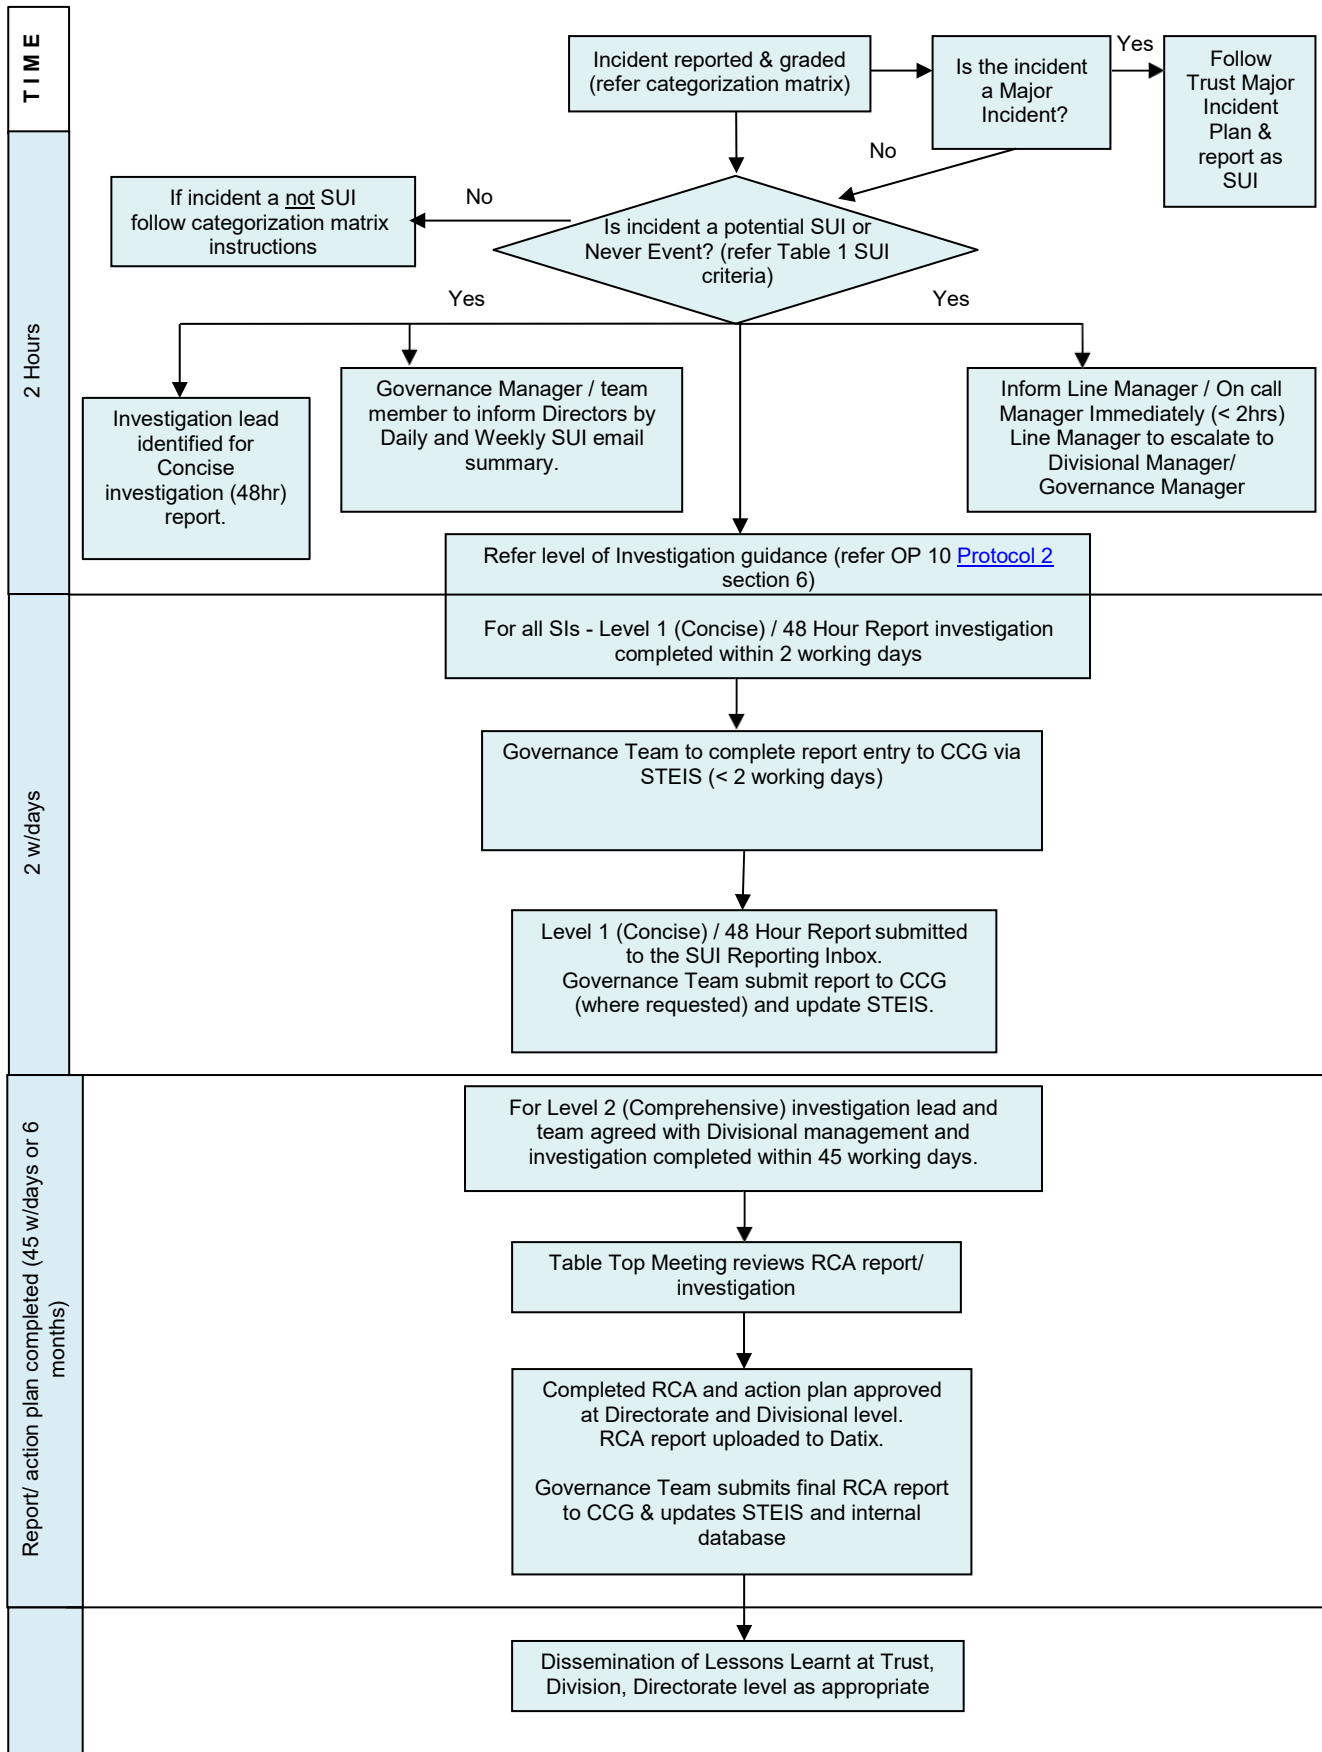 T I M E
Incident reported & graded
(refer categorization matrix)
Is the incident
a Major
Incident?
Yes
Follow
Trust Major
Incident
Plan &
report as
SUI
No
If incident a not SUI
follow categorization matrix
instructions
No
Is incident a potential SUI or
Never Event? (refer Table 1 SUI
criteria)
Yes
Yes
2 Hours
Investigation lead
identified for
Concise
investigation (48hr)
report.
Governance Manager / team
member to inform Directors by
Daily and Weekly SUI email
summary.
Inform Line Manager / On call
Manager Immediately (< 2hrs)
Line Manager to escalate to
Divisional Manager/
Governance Manager
Refer level of Investigation guidance (refer OP 10 Protocol 2
section 6)
For all SIs - Level 1 (Concise) / 48 Hour Report investigation
completed within 2 working days
2 w/days
Governance Team to complete report entry to CCG via
STEIS (< 2 working days)
Level 1 (Concise) / 48 Hour Report submitted
to the SUI Reporting Inbox.
Governance Team submit report to CCG
(where requested) and update STEIS.
Report/ action plan completed (45 w/days or 6
months)
For Level 2 (Comprehensive) investigation lead and
team agreed with Divisional management and
investigation completed within 45 working days.
Table Top Meeting reviews RCA report/
investigation
Completed RCA and action plan approved
at Directorate and Divisional level.
RCA report uploaded to Datix.
Governance Team submits final RCA report
to CCG & updates STEIS and internal
database
Dissemination of Lessons Learnt at Trust,
Division, Directorate level as appropriate